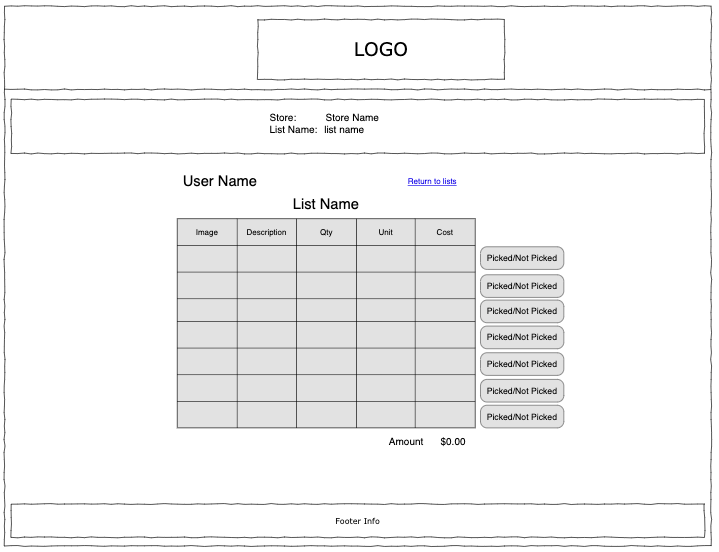 LOGO
Store: Store Name
List Name: list name
User Name
Return to lists
List Name
Image Description Qty Unit Cost
Picked/Not Picked
Picked/Not Picked
Picked/Not Picked
Picked/Not Picked
Picked/Not Picked
Picked/Not Picked
Picked/Not Picked
Amount $0.00
Footer Info